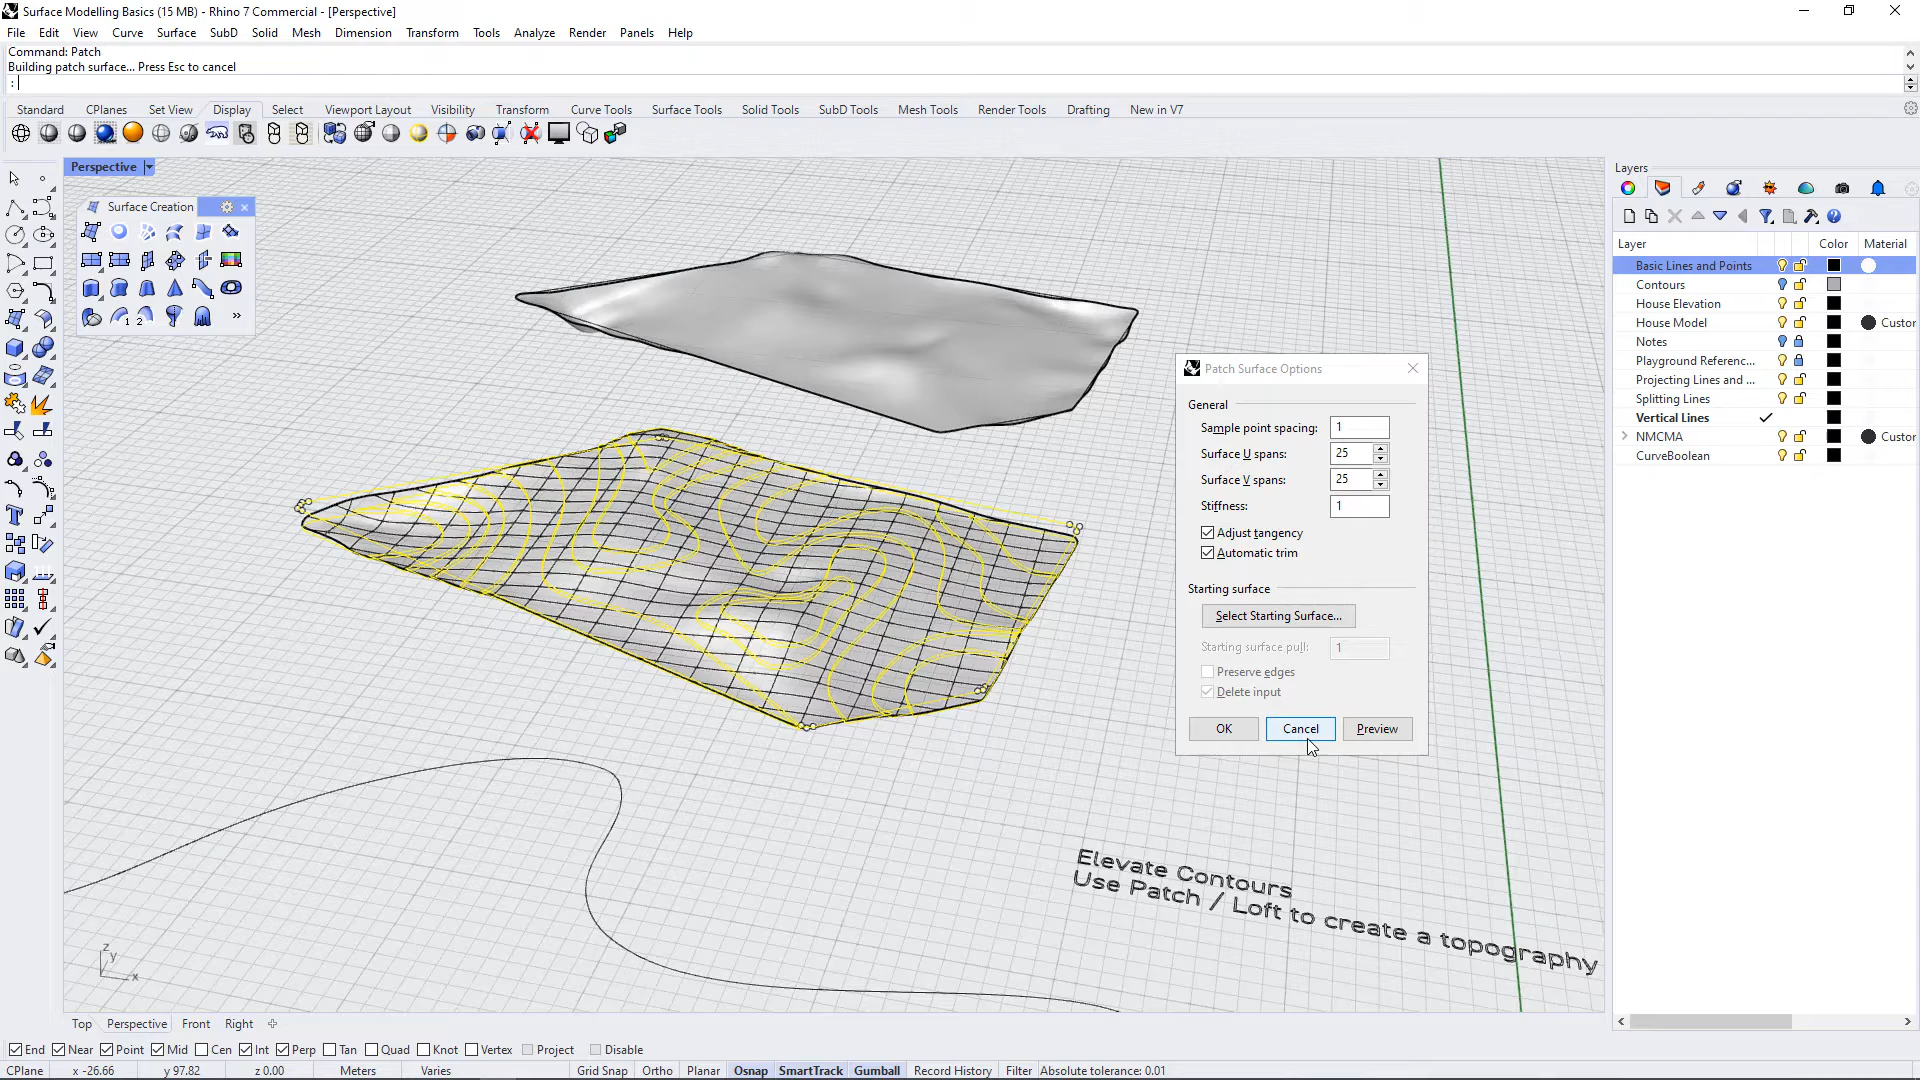 Surface Modelling Basics (15 MB) - Rhino 7 Commercial - [Perspective]
File Edit View Curve Surface SubD Solid Mesh Dimension Transform Tools Analyze Render Panels Help
Command: Patch
Building patch surface... Press Esc to cancel
:
Standard CPlanes Set View Display Select Viewport Layout Visibility Transform Curve Tools Surface Tools Solid Tools SubD Tools Mesh Tools Render Tools Drafting New in V7
Perspective
Surface Creation
1 2
»
Layers
Layer Color Material
Basic Lines and Points
Contours
House Elevation
House Model Custor
Notes
Playground Referenc...
Projecting Lines and ...
Splitting Lines
Vertical Lines
NMCMA Custor
CurveBoolean
Patch Surface Options
General
Sample point spacing: 1
Surface U spans: 25
Surface V spans: 25
Stiffness: 1
Adjust tangency
Automatic trim
Starting surface
Select Starting Surface...
Starting surface pull: 1
Preserve edges
Delete input
OK Cancel Preview
Elevate Contours
Use Patch / Loft to create a topography
z
y
x
Top Perspective Front Right
End Near Point Mid Cen Int Perp Tan Quad Knot Vertex Project Disable
CPlane x -26.66 y 97.82 z 0.00 Meters Varies Grid Snap Ortho Planar Osnap SmartTrack Gumball Record History Filter Absolute tolerance: 0.01